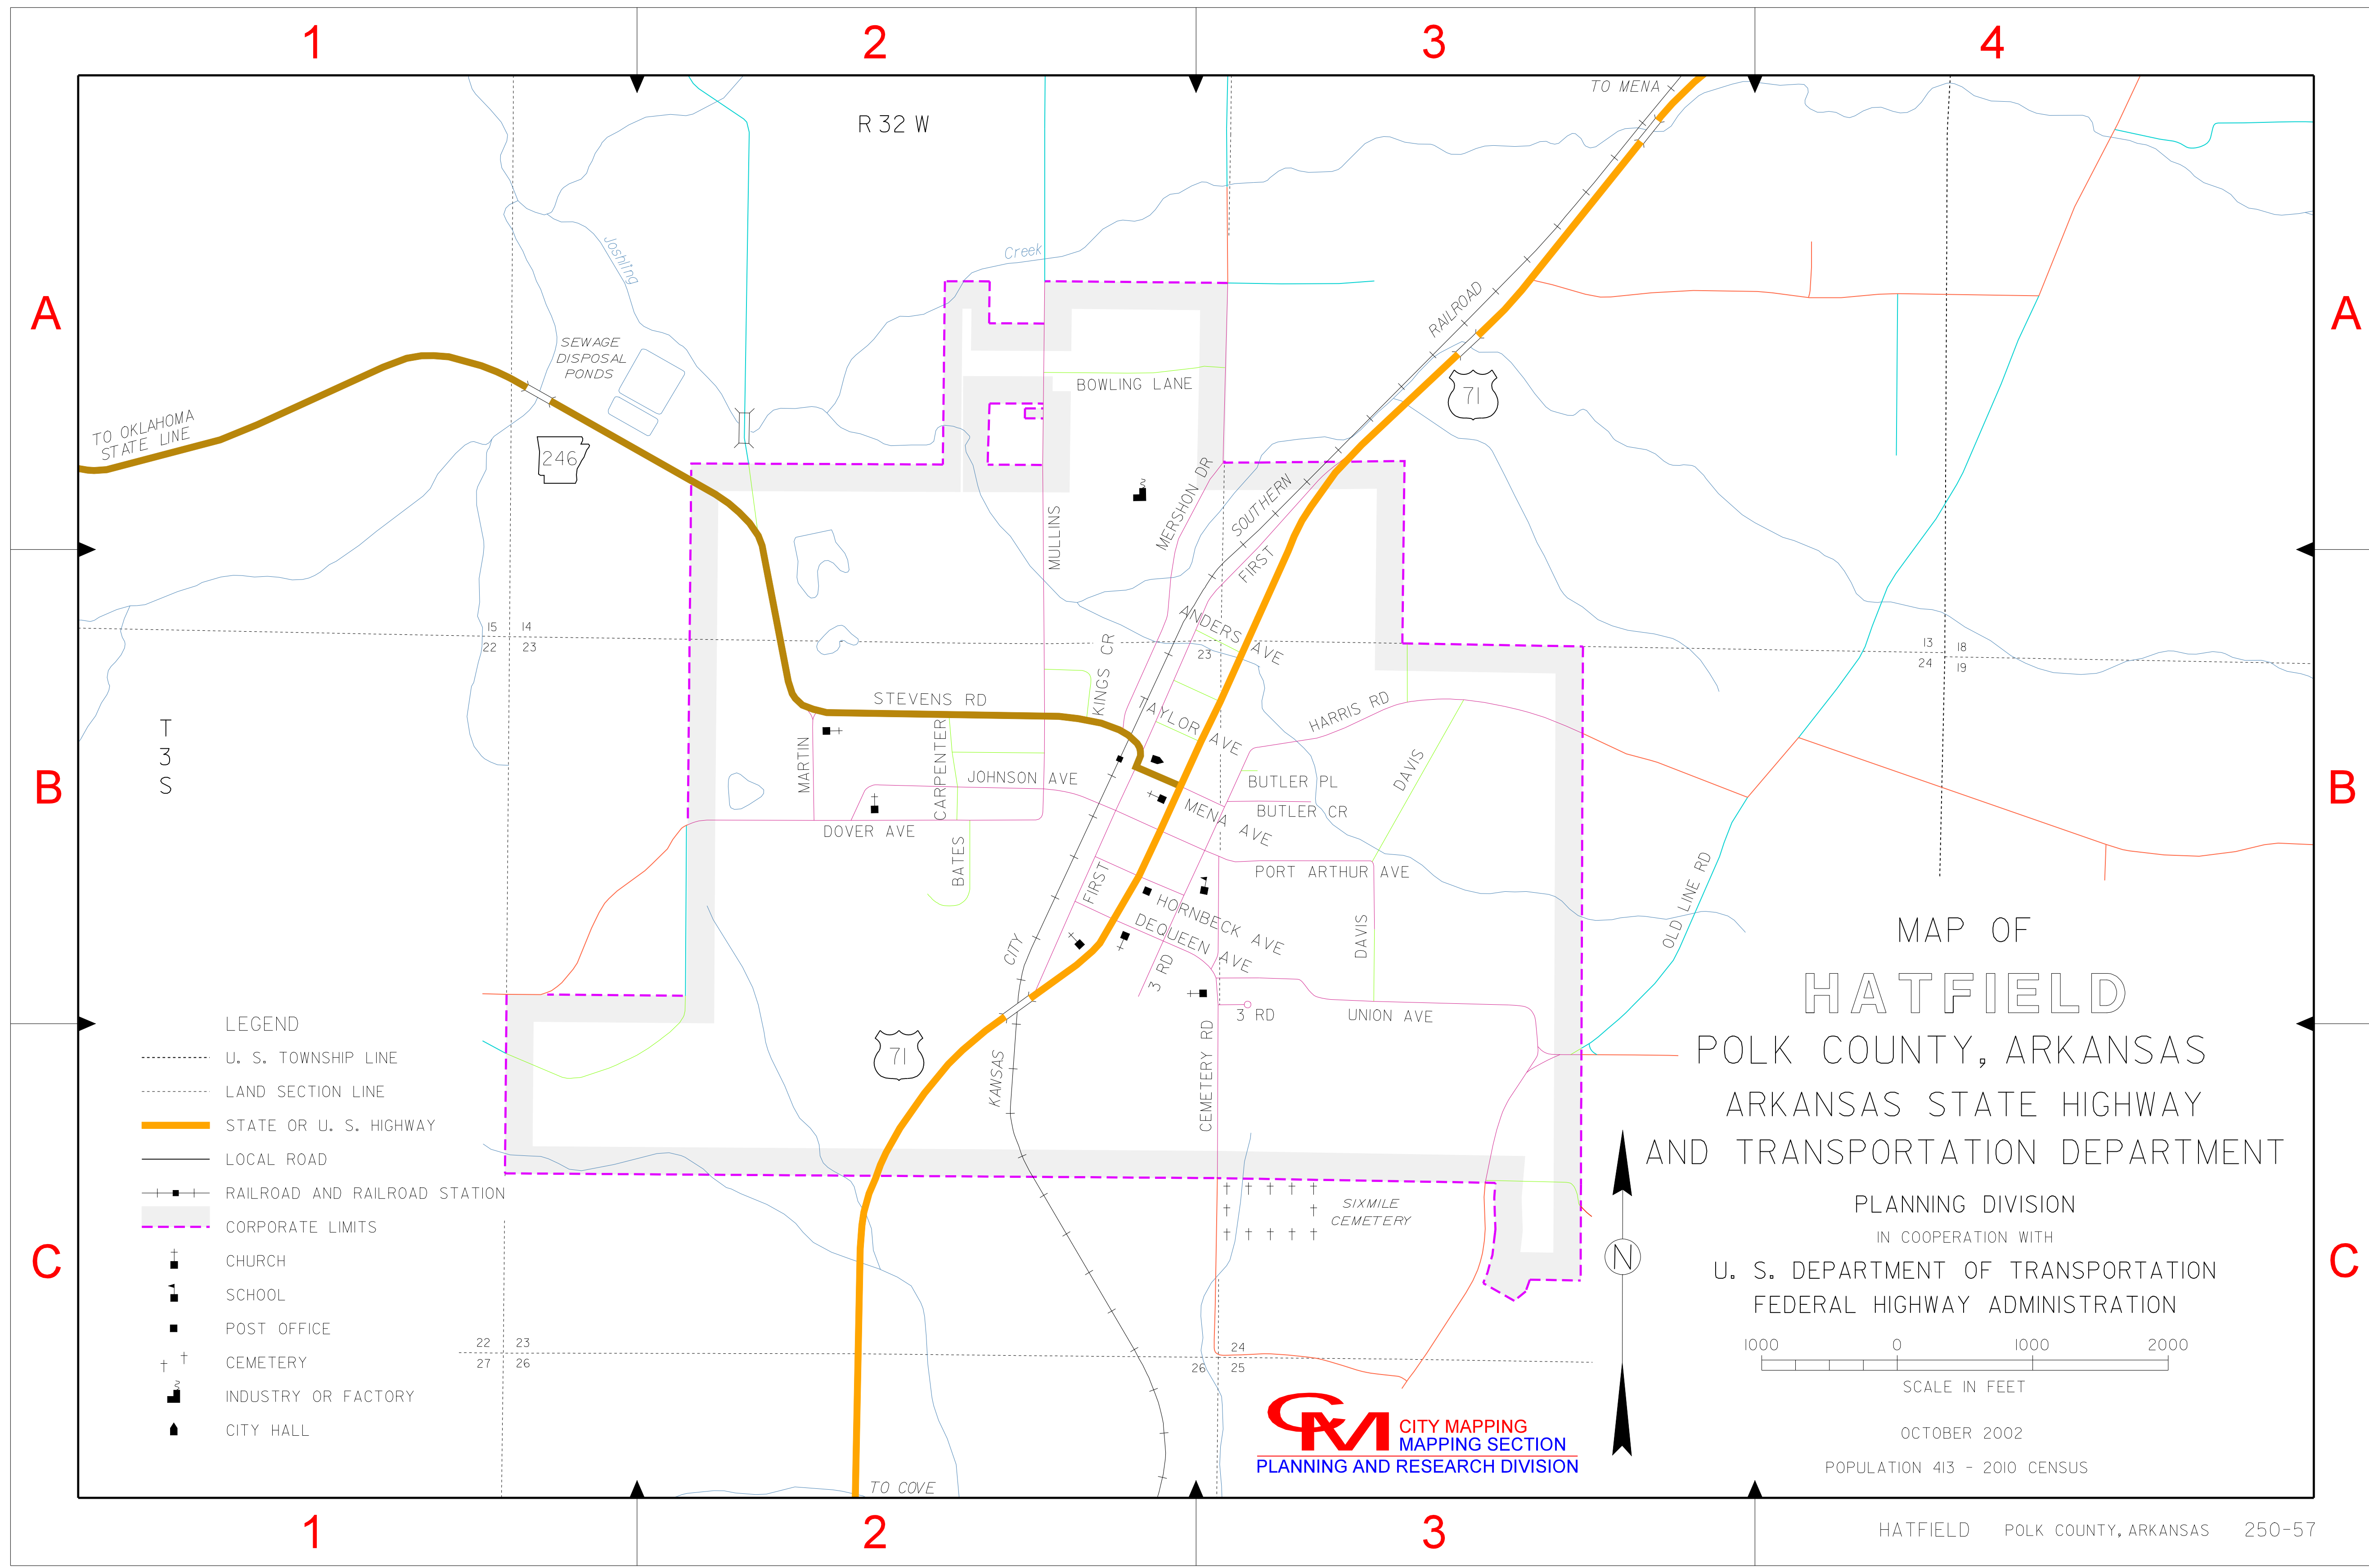 1 2 3 4
A A
B B
C C
1 2 3
R 32 W
TO MENA
Joshling
Creek
SEWAGE
DISPOSAL
PONDS
RAILROAD
BOWLING LANE
71
TO OKLAHOMA
STATE LINE
246
MERSHON DR
SOUTHERN
MULLINS
FIRST
ANDERS AVE
15 14
22 23
23
13 18
24 19
KINGS CR
STEVENS RD
TAYLOR AVE
HARRIS RD
T
3
S
MARTIN
CARPENTER
JOHNSON AVE
BUTLER PL
DAVIS
BUTLER CR
MENA AVE
DOVER AVE
BATES
PORT ARTHUR AVE
FIRST
HORNBECK AVE
DEQUEEN AVE
OLD LINE RD
CITY
3 RD
DAVIS
3 RD
UNION AVE
71
KANSAS
CEMETERY RD
SIXMILE
CEMETERY
22 23
27 26
24
26 25
TO COVE
LEGEND
U. S. TOWNSHIP LINE
LAND SECTION LINE
STATE OR U. S. HIGHWAY
LOCAL ROAD
RAILROAD AND RAILROAD STATION
CORPORATE LIMITS
CHURCH
SCHOOL
POST OFFICE
CEMETERY
INDUSTRY OR FACTORY
CITY HALL
MAP OF
HATFIELD
POLK COUNTY, ARKANSAS
ARKANSAS STATE HIGHWAY
AND TRANSPORTATION DEPARTMENT
PLANNING DIVISION
IN COOPERATION WITH
U. S. DEPARTMENT OF TRANSPORTATION
FEDERAL HIGHWAY ADMINISTRATION
N
1000 0 1000 2000
SCALE IN FEET
OCTOBER 2002
POPULATION 413 - 2010 CENSUS
CM
CITY MAPPING
MAPPING SECTION
PLANNING AND RESEARCH DIVISION
HATFIELD POLK COUNTY, ARKANSAS 250-57